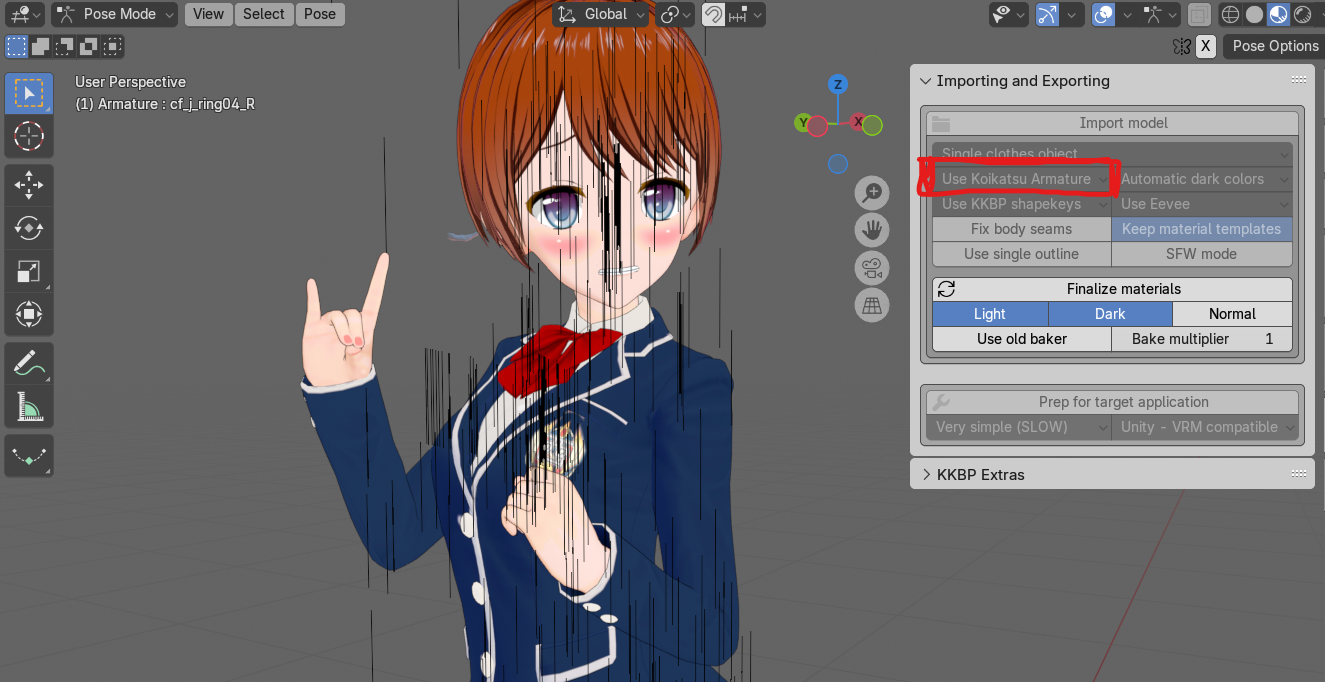 Pose Mode View Select Pose Global
X Pose Options
User Perspective
(1) Armature : cf_j_ring04_R
Z
Y X
Importing and Exporting
Import model
Single clothes object
Use Koikatsu Armature Automatic dark colors
Use KKBP shapekeys Use Eevee
Fix body seams Keep material templates
Use single outline SFW mode
Finalize materials
Light Dark Normal
Use old baker Bake multiplier 1
Prep for target application
Very simple (SLOW) Unity - VRM compatible
KKBP Extras